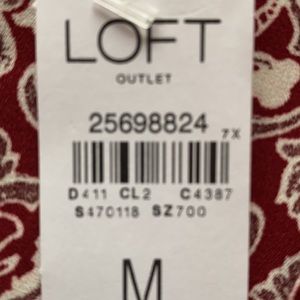 LOFT
OUTLET
25698824
7X
D411 CL2 C4387
S470118 SZ700
M